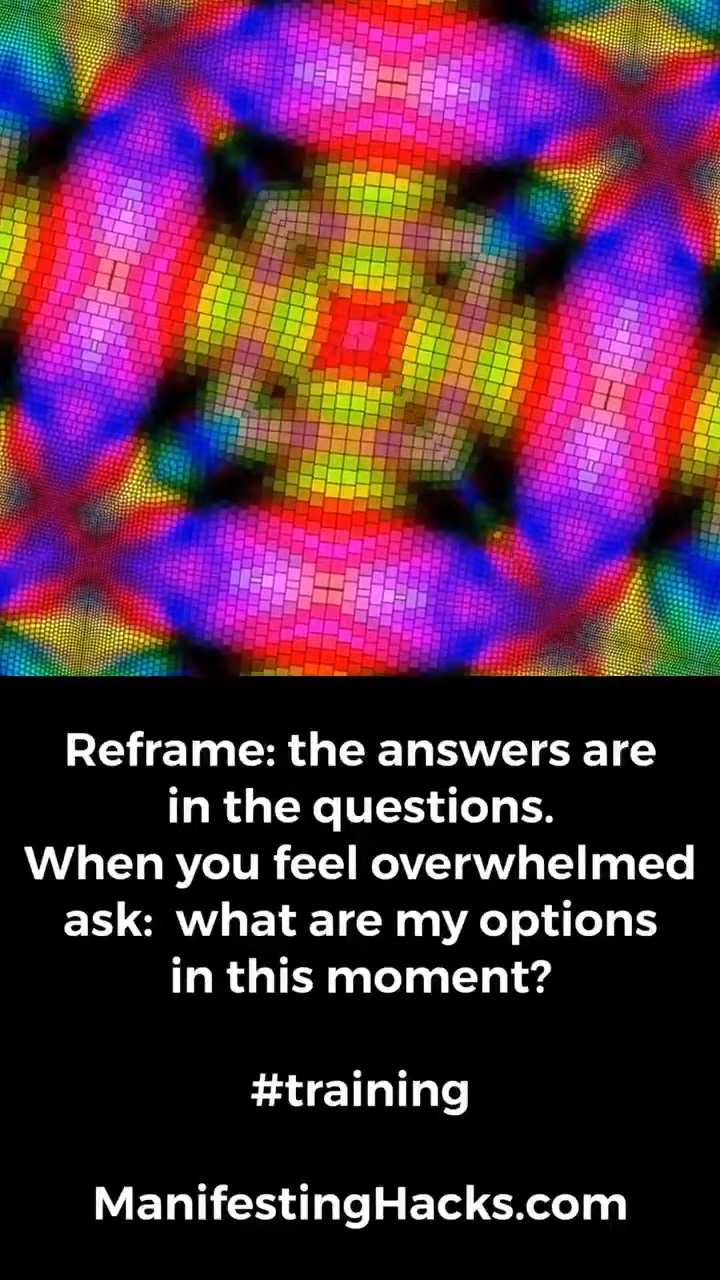 Reframe: the answers are
in the questions.
When you feel overwhelmed
ask:  what are my options
in this moment?
#training
ManifestingHacks.com